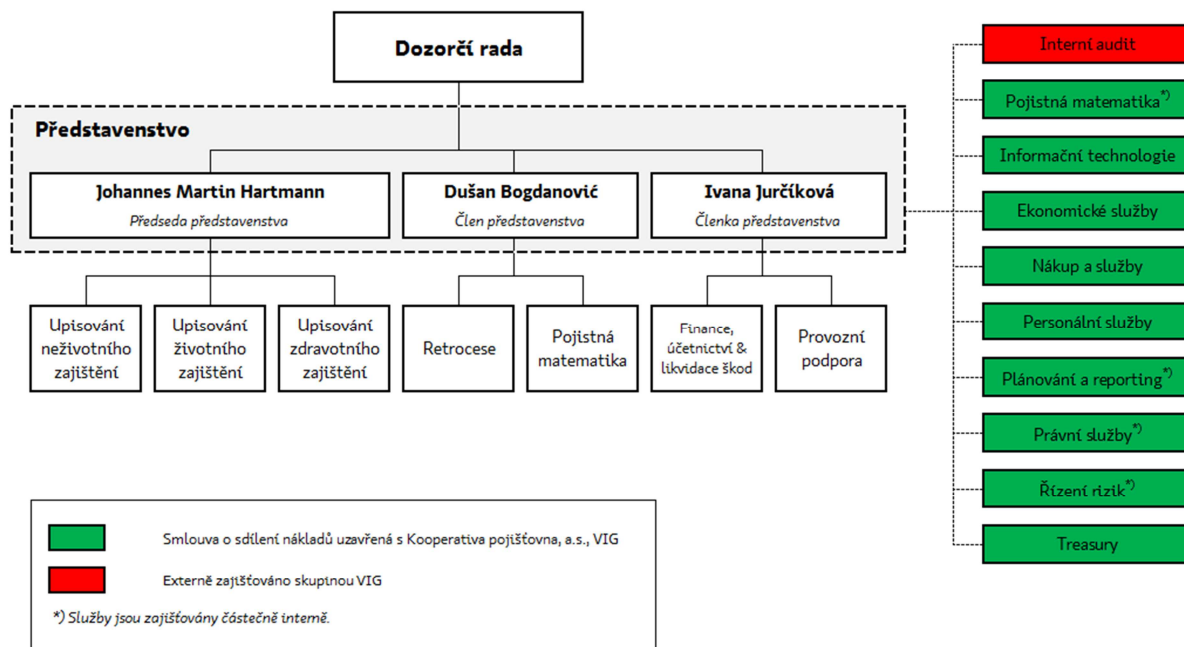 Dozorčí rada
Představenstvo
Johannes Martin Hartmann
Předseda představenstva
Dušan Bogdanović
Člen představenstva
Ivana Jurčíková
Členka představenstva
Upisování
neživotního
zajištění
Upisování
životního
zajištění
Upisování
zdravotního
zajištění
Retrocese
Pojistná
matematika
Finance,
účetnictví &
likvidace škod
Provozní
podpora
Interní audit
Pojistná matematika*)
Informační technologie
Ekonomické služby
Nákup a služby
Personální služby
Plánování a reporting*)
Právní služby*)
Řízení rizik*)
Treasury
Smlouva o sdílení nákladů uzavřená s Kooperativa pojišťovna, a.s., VIG
Externě zajišťováno skupinou VIG
*) Služby jsou zajišťovány částečně interně.